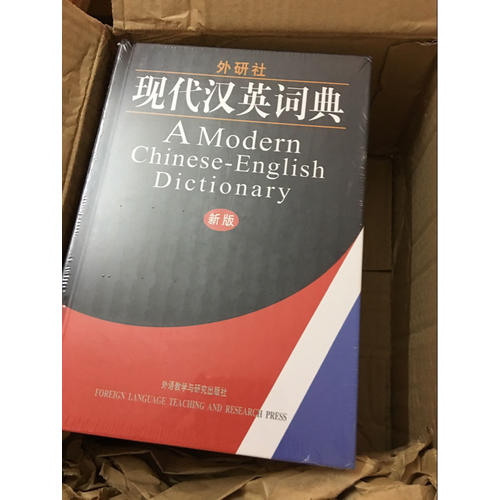 外研社
现代汉英词典
A Modern
Chinese-English
Dictionary
新版
外语教学与研究出版社
FOREIGN LANGUAGE TEACHING AND RESEARCH PRESS